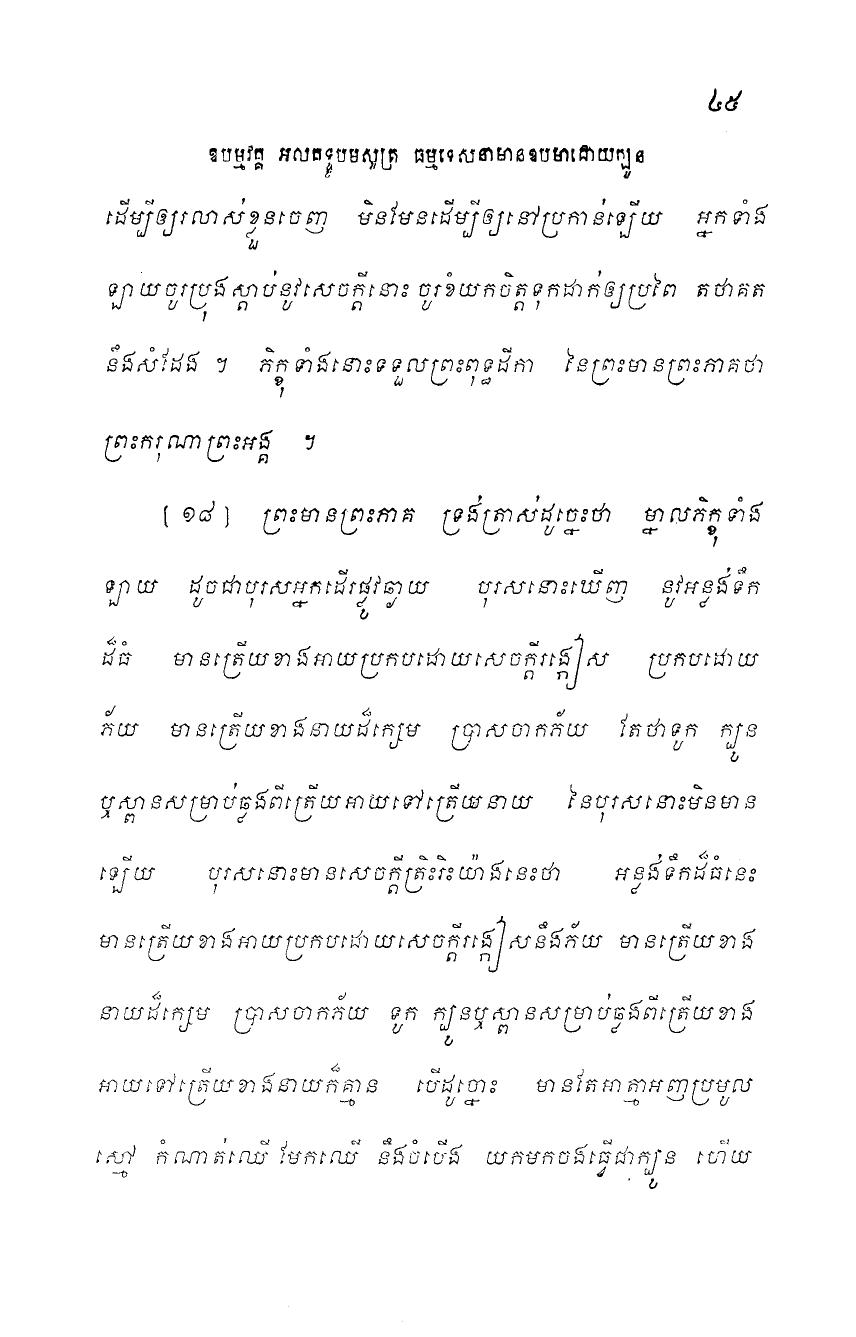 ៤៥
ឱបម្មវគ្គ អលគទ្ទូបមសូត្រ ធម្មទេសនាមានឧបមាដោយក្បូន
ដើម្បីឲ្យរលាស់ខ្លួនចេញ មិនមែនដើម្បីឲ្យនៅប្រកាន់ឡើយ អ្នកទាំង
ឡាយចូរប្រុងស្តាប់នូវសេចក្តីនោះ ចូរខំយកចិត្តទុកដាក់ឲ្យប្រពៃ តថាគត
នឹងសំដែង ។ ភិក្ខុទាំងនោះទទួលព្រះពុទ្ធដីកា នៃព្រះមានព្រះភាគថា
ព្រះករុណាព្រះអង្គ ។
[ ១៨ ] ព្រះមានព្រះភាគ ទ្រង់ត្រាស់ដូច្នេះថា ម្នាលភិក្ខុទាំង
ឡាយ ដូចជាបុរសអ្នកដើរផ្លូវឆ្ងាយ បុរសនោះឃើញ នូវអន្លង់ទឹក
ដ៏ធំ មានត្រើយខាងអាយប្រកបដោយសេចក្តីរង្កៀស ប្រកបដោយ
ភ័យ មានត្រើយខាងនាយដ៏ក្សេម ប្រាសចាកភ័យ តែថាទូក ក្បូន
ឬស្ពានសម្រាប់ឆ្លងពីត្រើយអាយទៅត្រើយនាយ នៃបុរសនោះមិនមាន
ឡើយ បុរសនោះមានសេចក្តីត្រិះរិះយ៉ាងនេះថា អន្លង់ទឹកដ៏ធំនេះ
មានត្រើយខាងអាយប្រកបដោយសេចក្តីរង្កៀសនឹងភ័យ មានត្រើយខាង
នាយដ៏ក្សេម ប្រាសចាកភ័យ ទូក ក្បូនឬស្ពានសម្រាប់ឆ្លងពីត្រើយខាង
អាយទៅត្រើយខាងនាយក៏គ្មាន បើដូច្នោះ មានតែអាត្មាអញប្រមូល
ស្មៅ កំណាត់ឈើ មែកឈើ នឹងចំបើង យកមកចងធ្វើជាក្បូន ហើយ